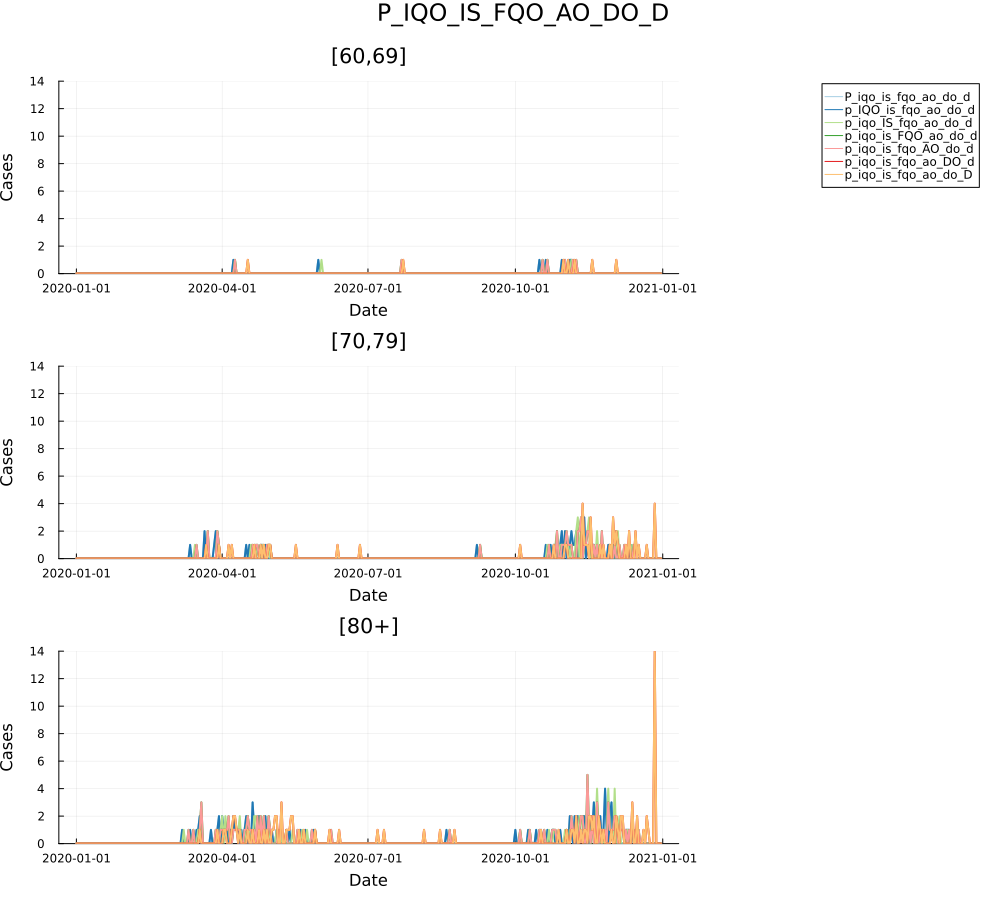 P_IQO_IS_FQO_AO_DO_D
[60,69]
14
12
10
8
6
4
2
0
Cases
2020-01-01 2020-04-01 2020-07-01 2020-10-01 2021-01-01
Date
P_iqo_is_fqo_ao_do_d
p_IQO_is_fqo_ao_do_d
p_iqo_IS_fqo_ao_do_d
p_iqo_is_FQO_ao_do_d
p_iqo_is_fqo_AO_do_d
p_iqo_is_fqo_ao_DO_d
p_iqo_is_fqo_ao_do_D
[70,79]
14
12
10
8
6
4
2
0
Cases
2020-01-01 2020-04-01 2020-07-01 2020-10-01 2021-01-01
Date
[80+]
14
12
10
8
6
4
2
0
Cases
2020-01-01 2020-04-01 2020-07-01 2020-10-01 2021-01-01
Date